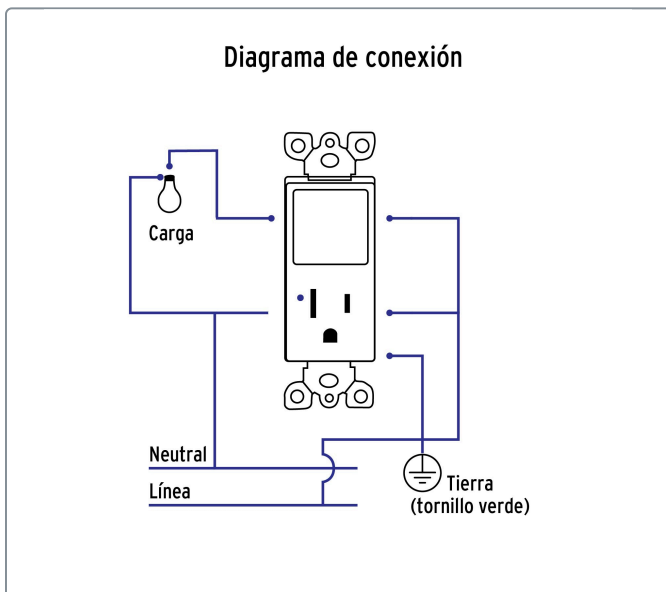 Diagrama de conexión
Carga
Neutral
Línea
Tierra
(tornillo verde)